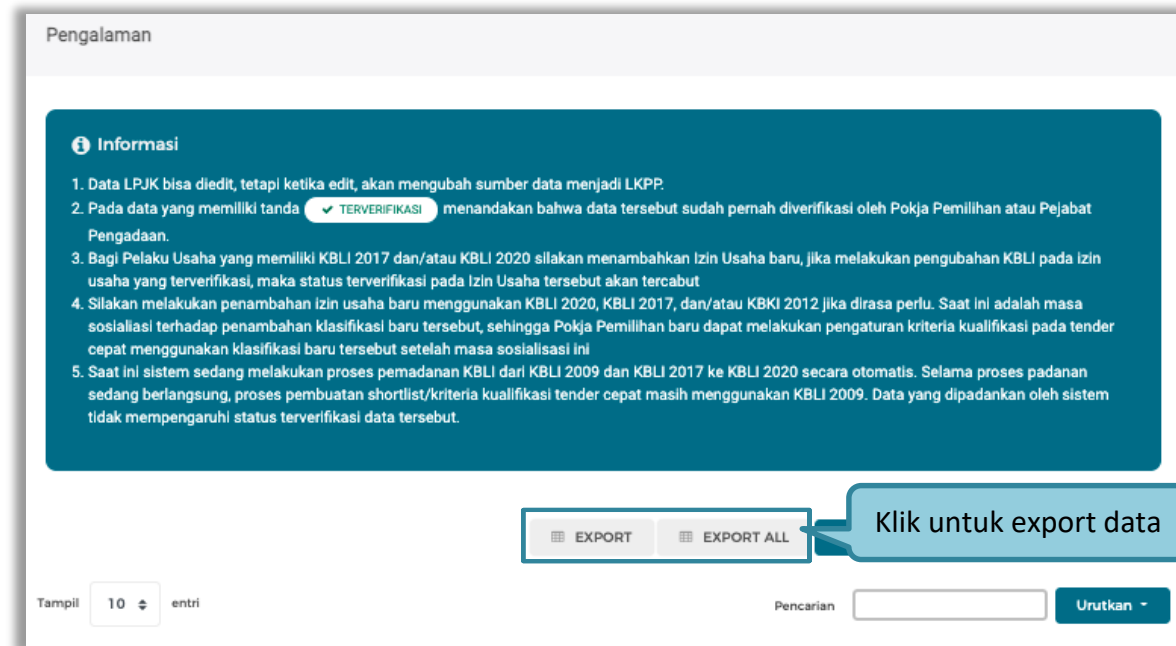 Pengalaman
Informasi
1. Data LPJK bisa diedit, tetapi ketika edit, akan mengubah sumber data menjadi LKPP.
2. Pada data yang memiliki tanda TERVERIFIKASI menandakan bahwa data tersebut sudah pernah diverifikasi oleh Pokja Pemilihan atau Pejabat
Pengadaan.
3. Bagi Pelaku Usaha yang memiliki KBLI 2017 dan/atau KBLI 2020 silakan menambahkan Izin Usaha baru, jika melakukan pengubahan KBLI pada izin
usaha yang terverifikasi, maka status terverifikasi pada Izin Usaha tersebut akan tercabut
4. Silakan melakukan penambahan izin usaha baru menggunakan KBLI 2020, KBLI 2017, dan/atau KBKI 2012 jika dirasa perlu. Saat ini adalah masa
sosialiasi terhadap penambahan klasifikasi baru tersebut, sehingga Pokja Pemilihan baru dapat melakukan pengaturan kriteria kualifikasi pada tender
cepat menggunakan klasifikasi baru tersebut setelah masa sosialisasi ini
5. Saat ini sistem sedang melakukan proses pemadanan KBLI dari KBLI 2009 dan KBLI 2017 ke KBLI 2020 secara otomatis. Selama proses padanan
sedang berlangsung, proses pembuatan shortlist/kriteria kualifikasi tender cepat masih menggunakan KBLI 2009. Data yang dipadankan oleh sistem
tidak mempengaruhi status terverifikasi data tersebut.
EXPORT EXPORT ALL Klik untuk export data
Tampil 10 entri Pencarian Urutkan